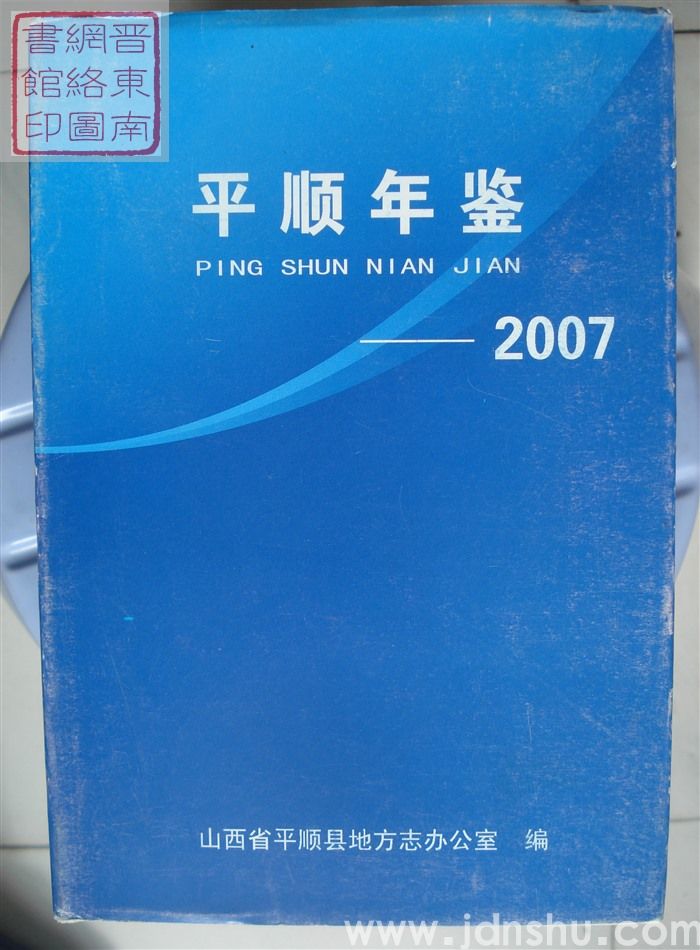 晋東南
網絡圖
書館印
平顺年鉴
PING SHUN NIAN JIAN
2007
山西省平顺县地方志办公室 编
www.jdnshu.com